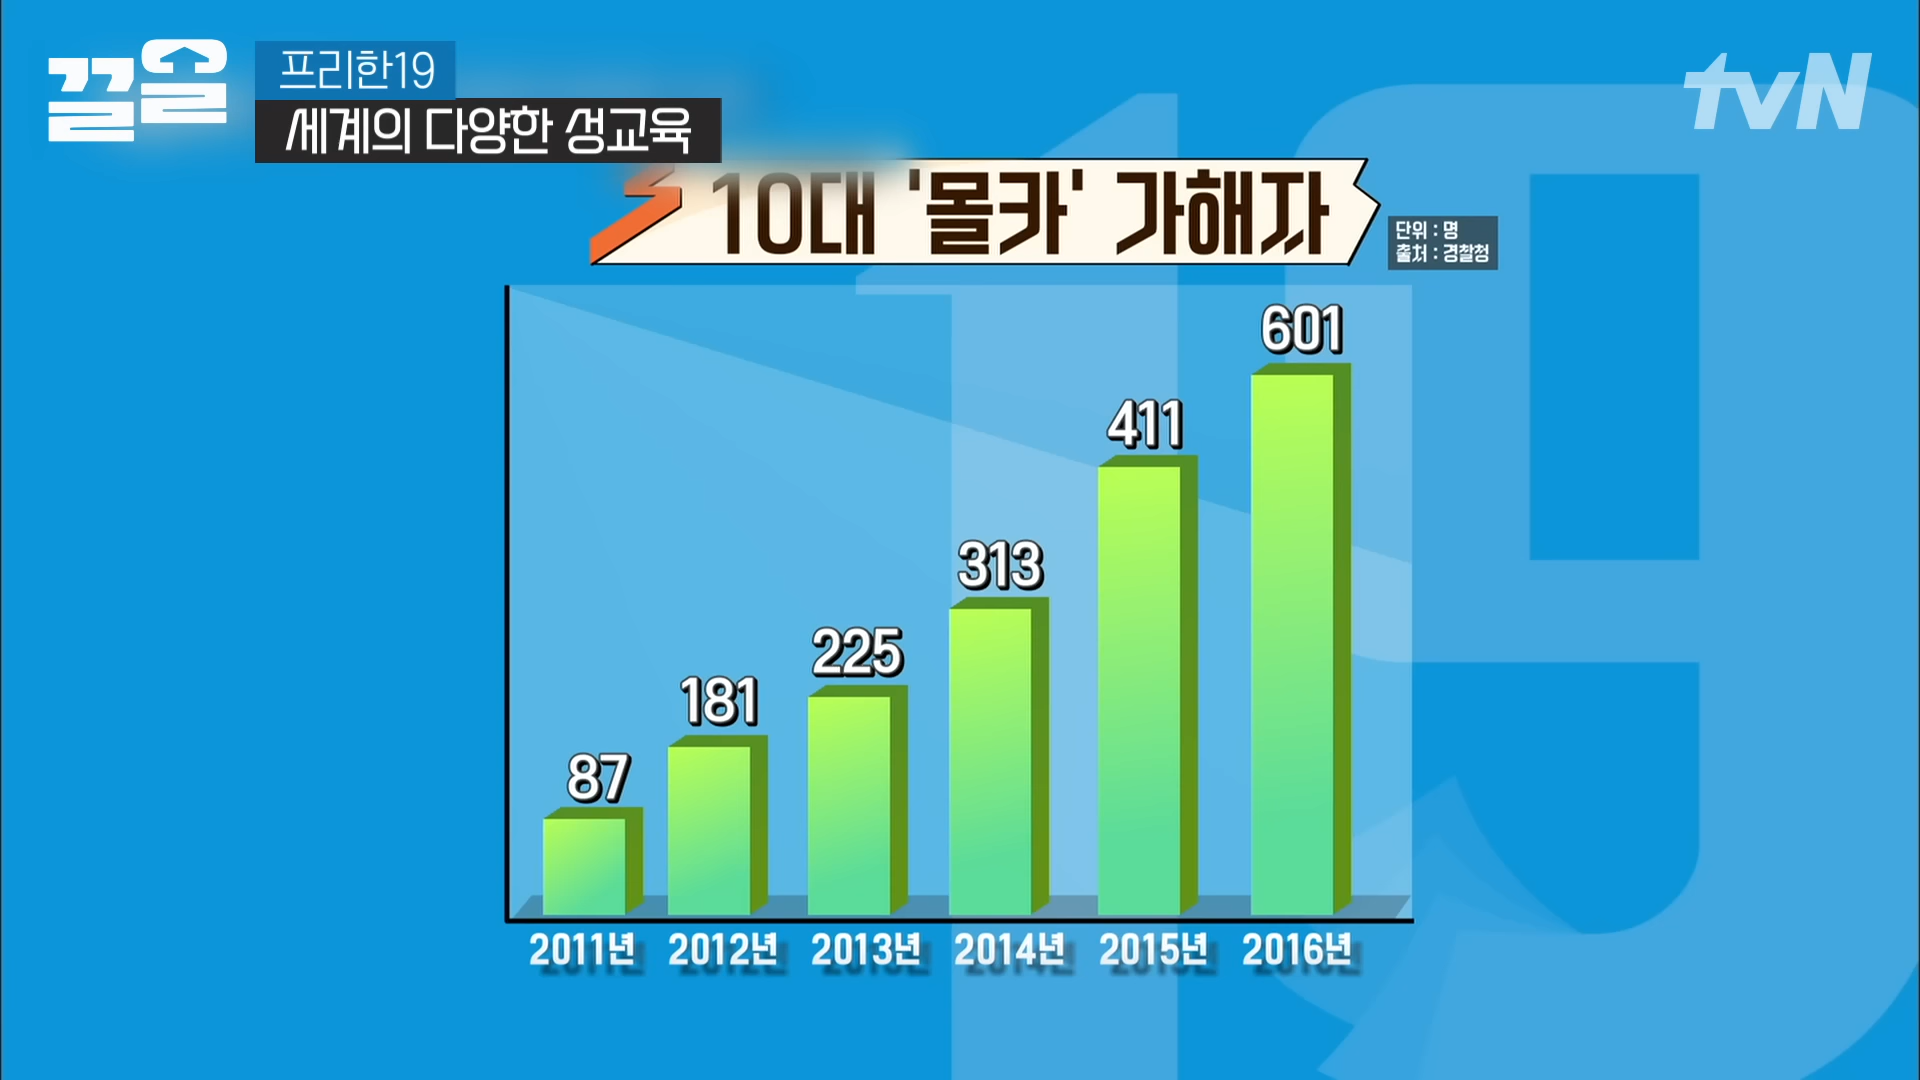 끌올
프리한19
세계의 다양한 성교육
tvN
10대 '몰카' 가해자
단위 : 명
출처 : 경찰청
601
411
313
225
181
87
2011년 2012년 2013년 2014년 2015년 2016년